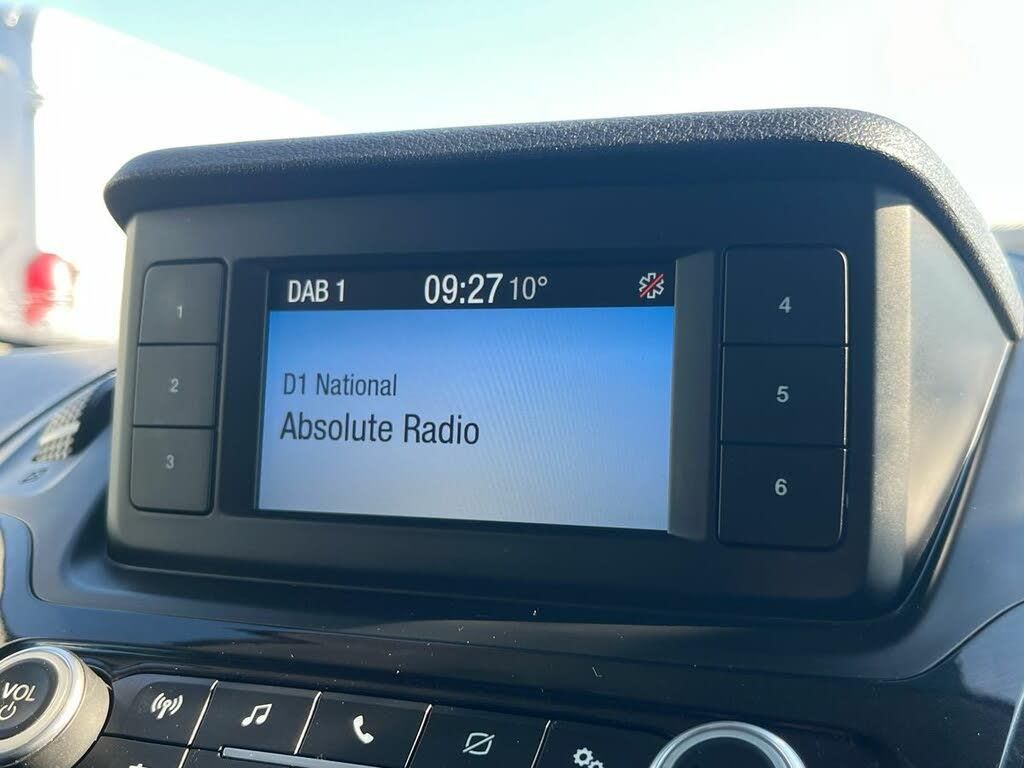 DAB 1 09:27 10°
D1 National
Absolute Radio
1
2
3
4
5
6
VOL